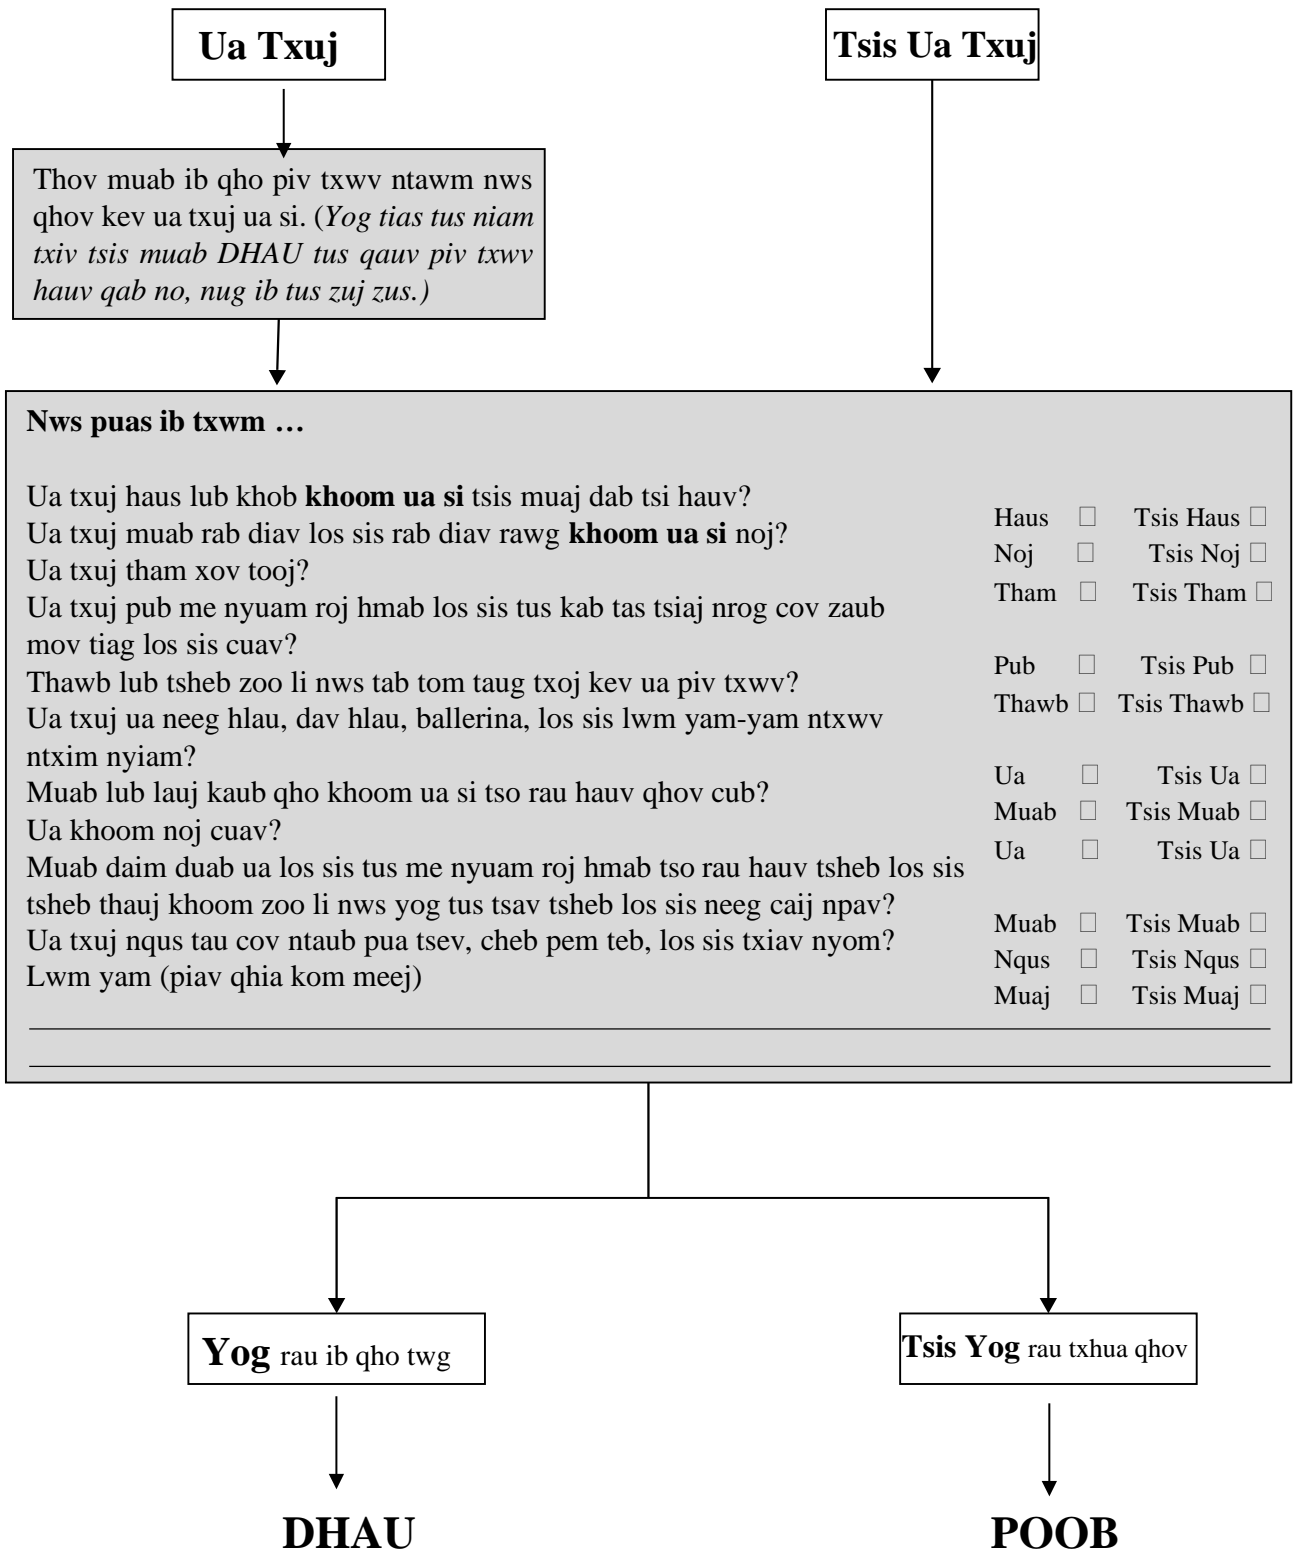 Ua Txuj
Tsis Ua Txuj
Thov muab ib qho piv txwv ntawm nws
qhov kev ua txuj ua si. (Yog tias tus niam
txiv tsis muab DHAU tus qauv piv txwv
hauv qab no, nug ib tus zuj zus.)
Nws puas ib txwm …
Ua txuj haus lub khob khoom ua si tsis muaj dab tsi hauv?
Haus □ Tsis Haus □
Ua txuj muab rab diav los sis rab diav rawg khoom ua si noj?
Noj □ Tsis Noj □
Ua txuj tham xov tooj?
Tham □ Tsis Tham □
Ua txuj pub me nyuam roj hmab los sis tus kab tas tsiaj nrog cov zaub
mov tiag los sis cuav?
Pub □ Tsis Pub □
Thawb lub tsheb zoo li nws tab tom taug txoj kev ua piv txwv?
Thawb □ Tsis Thawb □
Ua txuj ua neeg hlau, dav hlau, ballerina, los sis lwm yam-yam ntxwv
ntxim nyiam?
Ua □ Tsis Ua □
Muab lub lauj kaub qho khoom ua si tso rau hauv qhov cub?
Muab □ Tsis Muab □
Ua khoom noj cuav?
Ua □ Tsis Ua □
Muab daim duab ua los sis tus me nyuam roj hmab tso rau hauv tsheb los sis
tsheb thauj khoom zoo li nws yog tus tsav tsheb los sis neeg caij npav?
Muab □ Tsis Muab □
Ua txuj nqus tau cov ntaub pua tsev, cheb pem teb, los sis txiav nyom?
Nqus □ Tsis Nqus □
Lwm yam (piav qhia kom meej)
Muaj □ Tsis Muaj □
Yog rau ib qho twg
Tsis Yog rau txhua qhov
DHAU
POOB